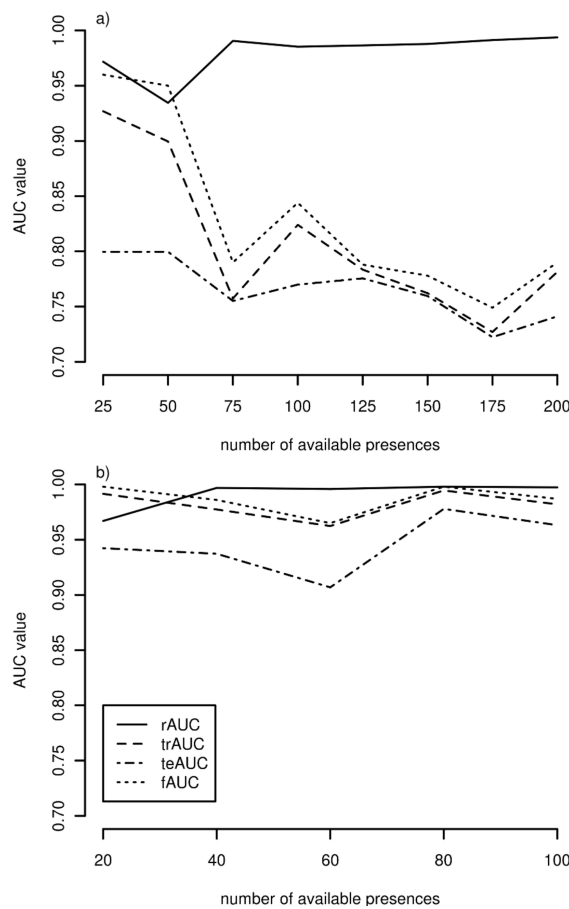 a)
1.00
0.95
0.90
0.85
0.80
0.75
0.70
AUC value
25 50 75 100 125 150 175 200
number of available presences
b)
1.00
0.95
0.90
0.85
0.80
0.75
0.70
AUC value
rAUC
trAUC
teAUC
fAUC
20 40 60 80 100
number of available presences